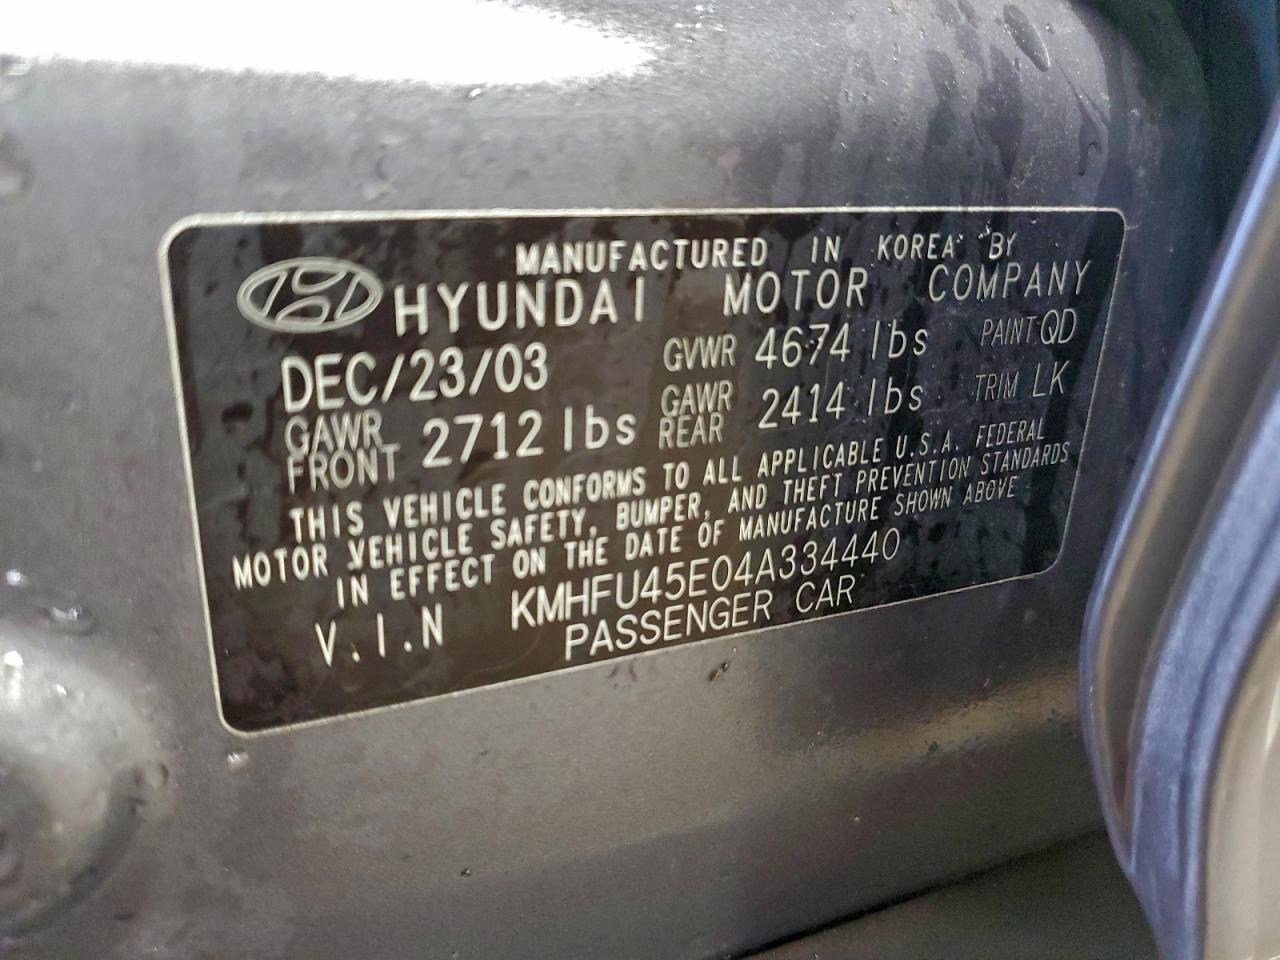 MANUFACTURED IN KOREA BY
HYUNDAI MOTOR COMPANY
DEC/23/03 GVWR 4674 lbs PAINT QD
GAWR FRONT 2712 lbs GAWR REAR 2414 lbs TRIM LK
THIS VEHICLE CONFORMS TO ALL APPLICABLE U.S.A. FEDERAL
MOTOR VEHICLE SAFETY, BUMPER, AND THEFT PREVENTION STANDARDS
IN EFFECT ON THE DATE OF MANUFACTURE SHOWN ABOVE
V.I.N KMHFU45E04A334440
PASSENGER CAR